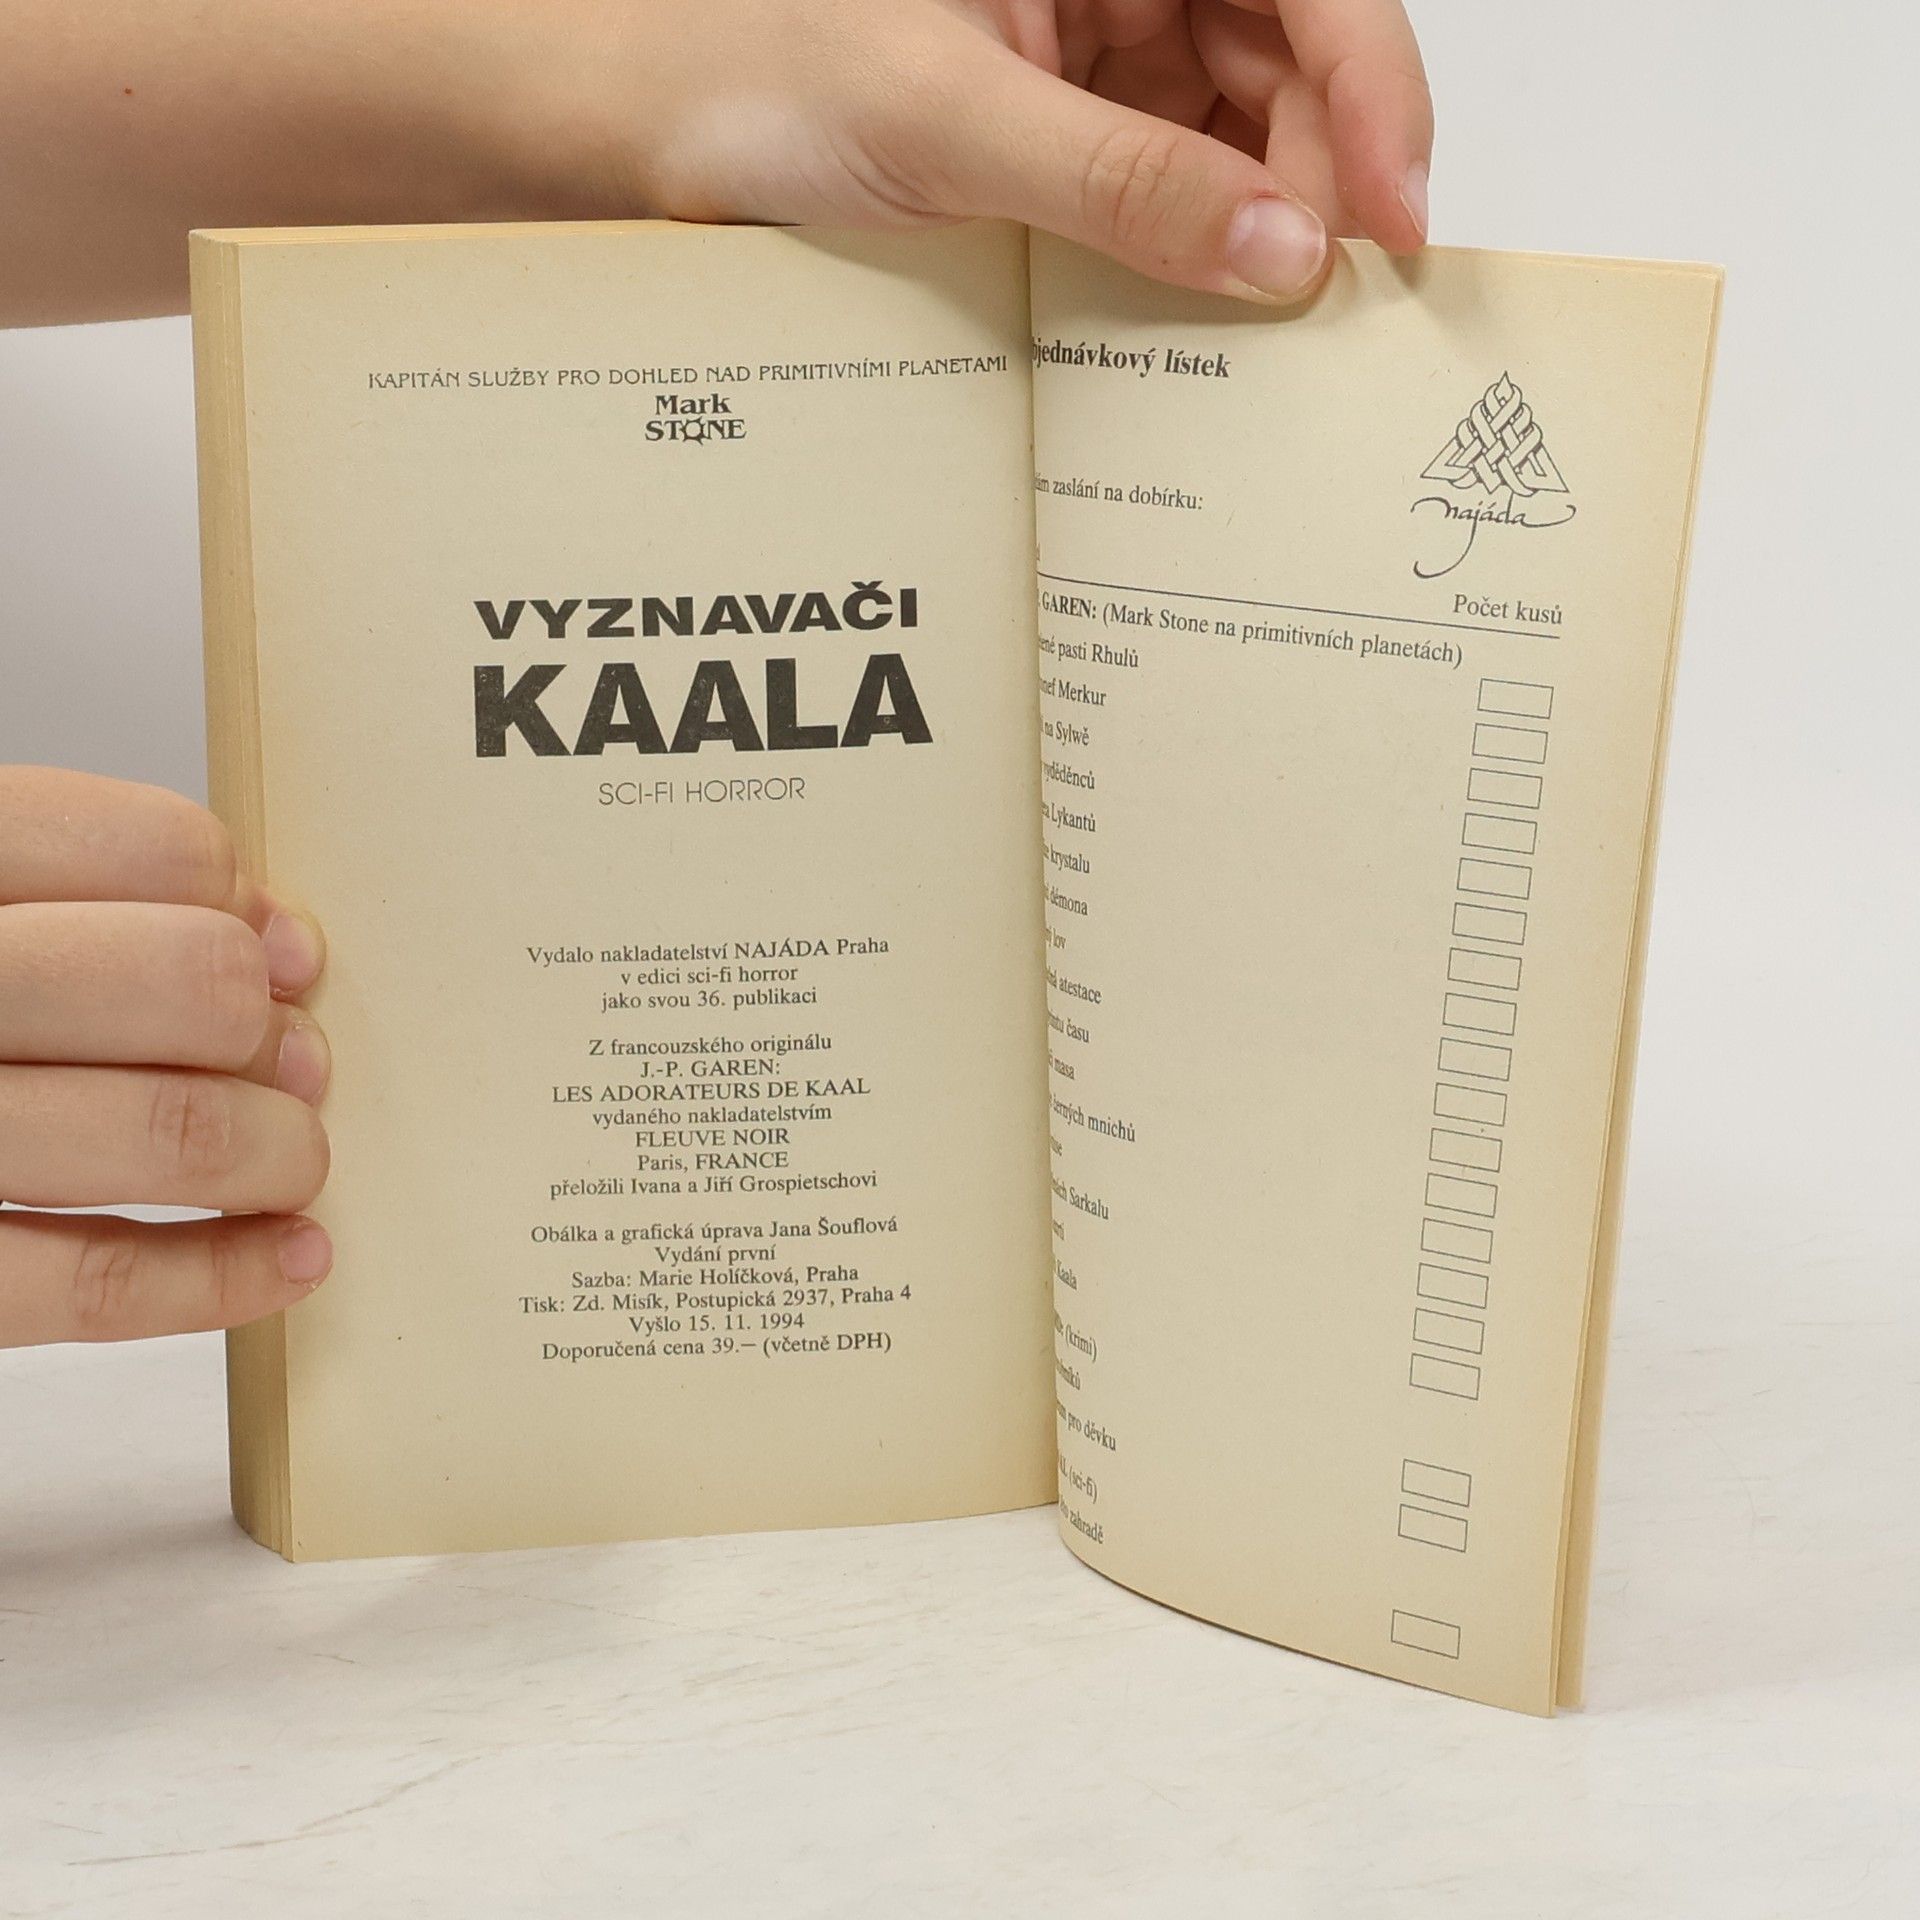 KAPITÁN SLUŽBY PRO DOHLED NAD PRIMITIVNÍMI PLANETAMI
Mark
STONE
VYZNAVAČI
KAALA
SCI-FI HORROR
Vydalo nakladatelství NAJÁDA Praha
v edici sci-fi horror
jako svou 36. publikaci
Z francouzského originálu
J.-P. GAREN:
LES ADORATEURS DE KAAL
vydaného nakladatelstvím
FLEUVE NOIR
Paris, FRANCE
přeložili Ivana a Jiří Grospietschovi
Obálka a grafická úprava Jana Šouflová
Vydání první
Sazba: Marie Holíčková, Praha
Tisk: Zd. Misík, Postupická 2937, Praha 4
Vyšlo 15. 11. 1994
Doporučená cena 39.— (včetně DPH)
lístek
najáda
zaslání na dobírku:
Počet kusů
GAREN: (Mark Stone na primitivních planetách)
pasti Rhulů
Merkur
na Sylwě
vyděděnců
Lykantů
krystalu
démona
lov
atestace
času
masa
černých mnichů
Sarkalu
Kaala
(krimi)
pro děvku
(sci-fi)
zahradě